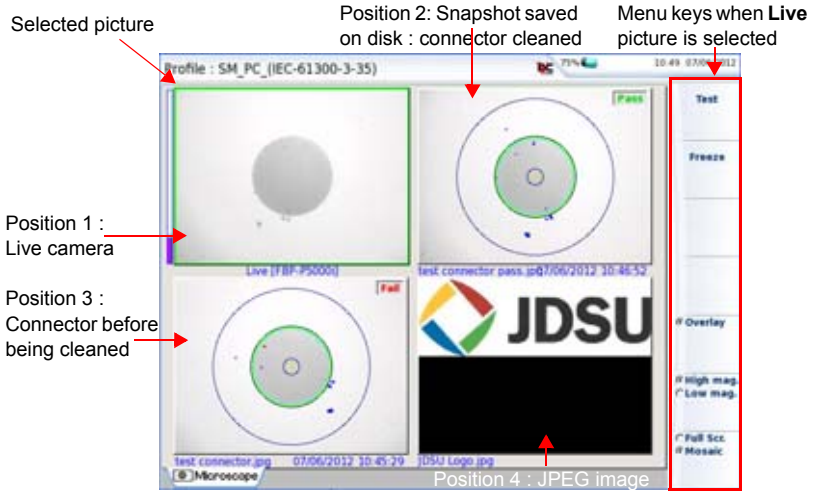 Selected picture
Position 2: Snapshot saved
on disk : connector cleaned
Menu keys when Live
picture is selected
Profile : SM_PC_(IEC-61300-3-35)
75%
10:49 07/06/2012
Pass
Test
Freeze
Position 1 :
Live camera
Live [FBP-P5000i]
test connector pass.jpg 07/06/2012 10:46:52
Position 3 :
Connector before
being cleaned
Fail
JDSU
Overlay
High mag.
Low mag.
Full Scr.
Mosaic
test connector.jpg 07/06/2012 10:45:29
JDSU Logo.jpg
Microscope
Position 4 : JPEG image